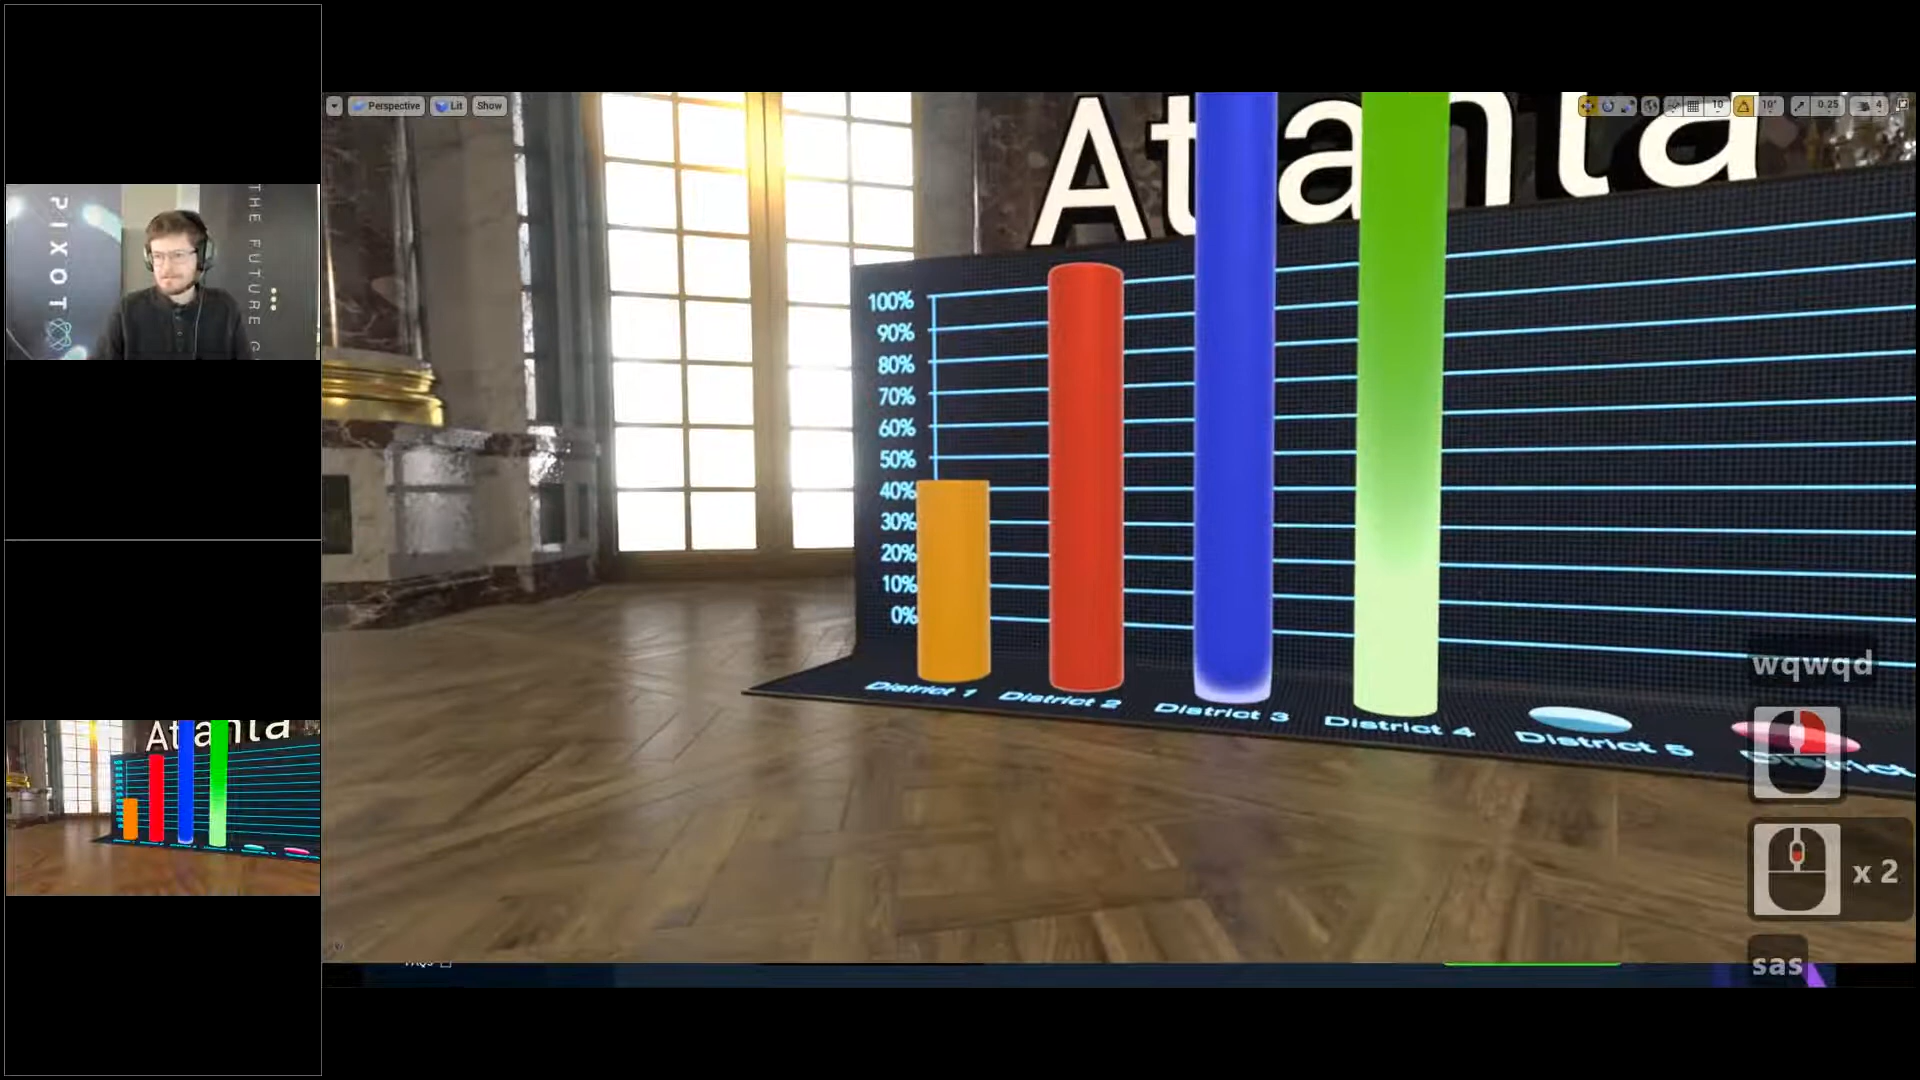 Perspective
Lit
Show
10
10°
0.25
4
Atlanta
PIXOT
THE FUTURE
100%
90%
80%
70%
60%
50%
40%
30%
20%
10%
0%
District 1
District 2
District 3
District 4
District 5
District
wqwqd
x 2
sas
Atlanta